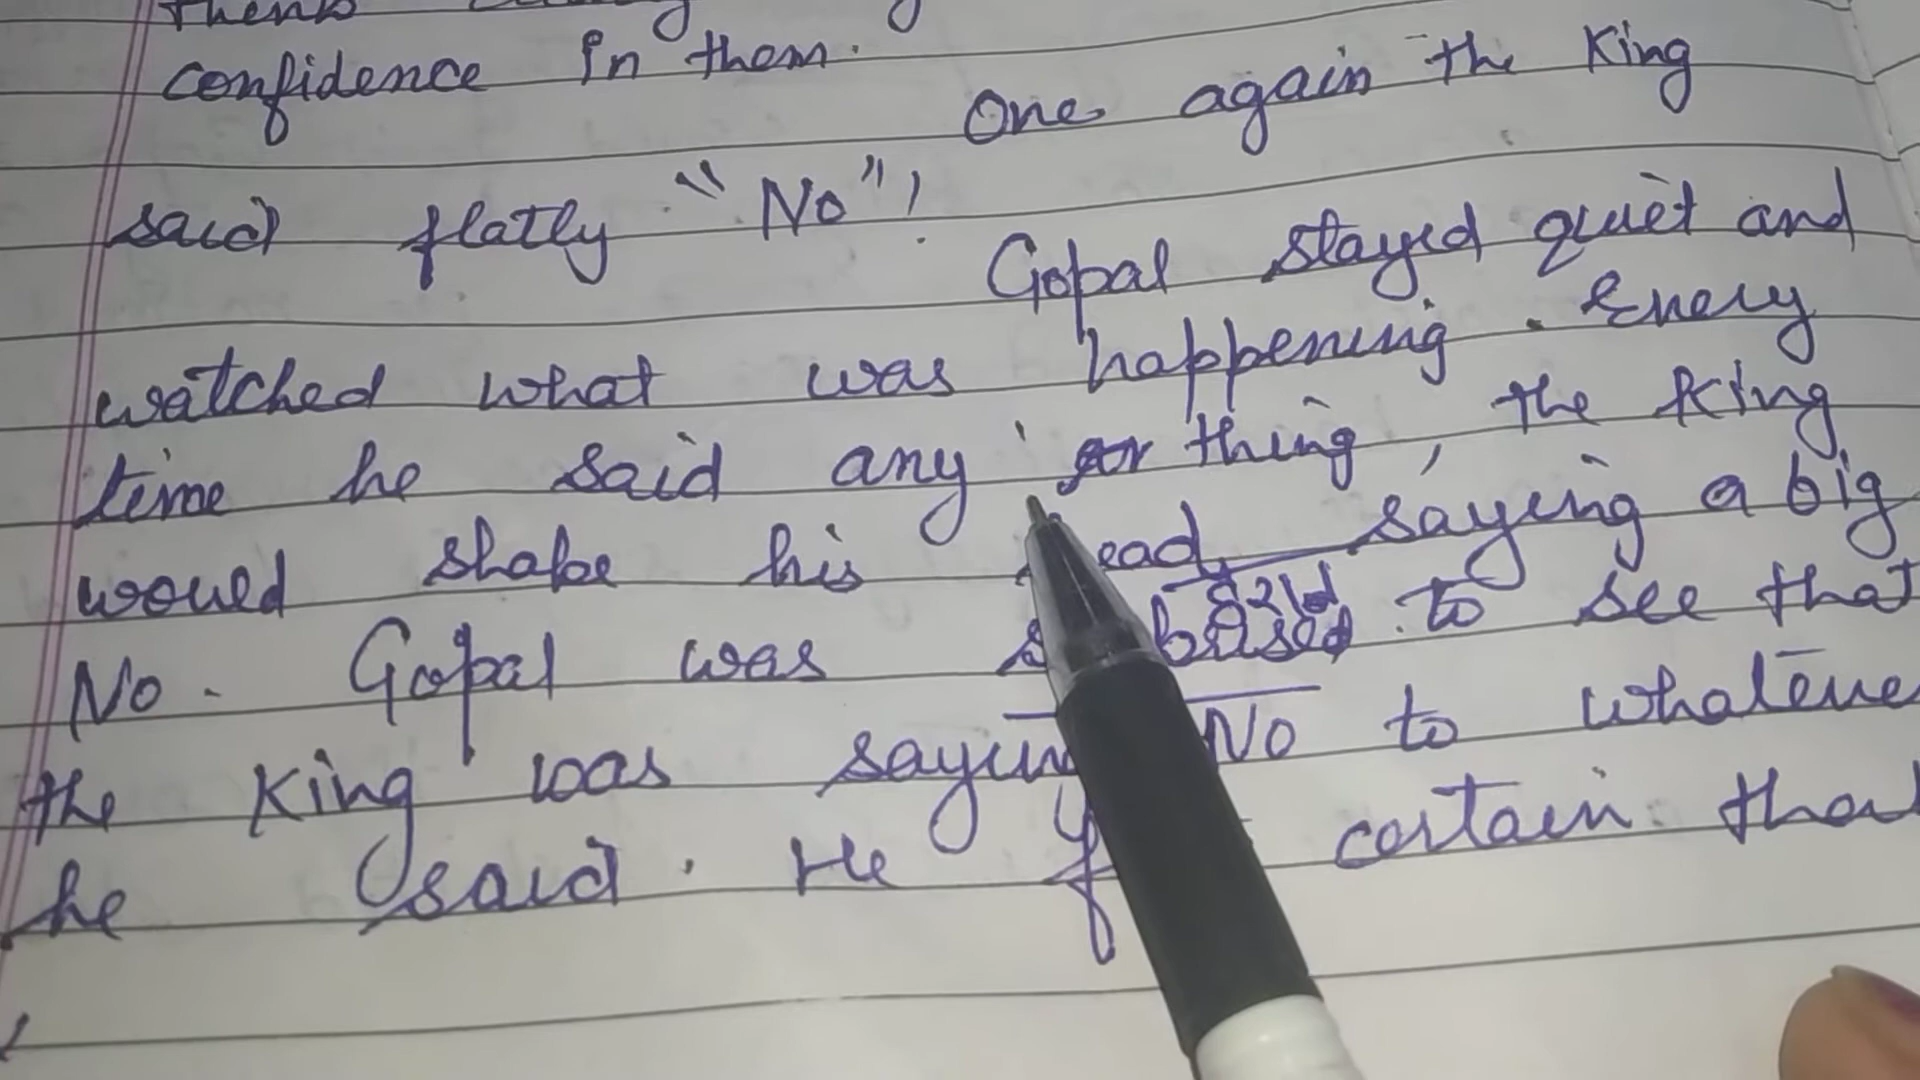 confidence in them.
One again the King
said flatly "No"!
Gopal stayed quiet and
watched what was happening. Every
time he said any thing, the King
would shake his head, saying a big
No. Gopal was to see that
the King was saying No to whatever
he said. He certain that